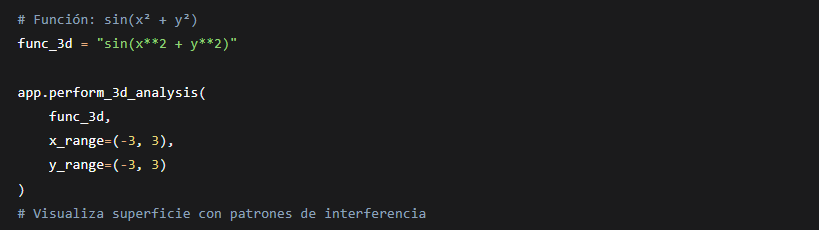 # Función: sin(x² + y²)
func_3d = "sin(x**2 + y**2)"
app.perform_3d_analysis(
    func_3d,
    x_range=(-3, 3),
    y_range=(-3, 3)
)
# Visualiza superficie con patrones de interferencia